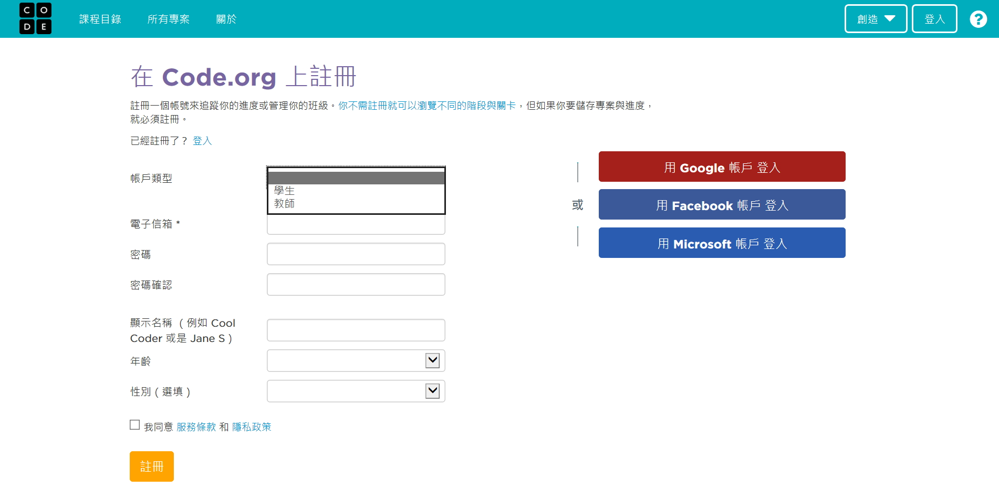 C O
D E
課程目錄 所有專案 關於 創造 登入 ?
在 Code.org 上註冊
註冊一個帳號來追蹤你的進度或管理你的班級。你不需註冊就可以瀏覽不同的階段與關卡，但如果你要儲存專案與進度，
就必須註冊。
已經註冊了？ 登入
帳戶類型
學生
教師
電子信箱 *
密碼
密碼確認
顯示名稱 （例如 Cool
Coder 或是 Jane S）
年齡
性別（選填）
我同意 服務條款 和 隱私政策
註冊
或
用 Google 帳戶 登入
用 Facebook 帳戶 登入
用 Microsoft 帳戶 登入